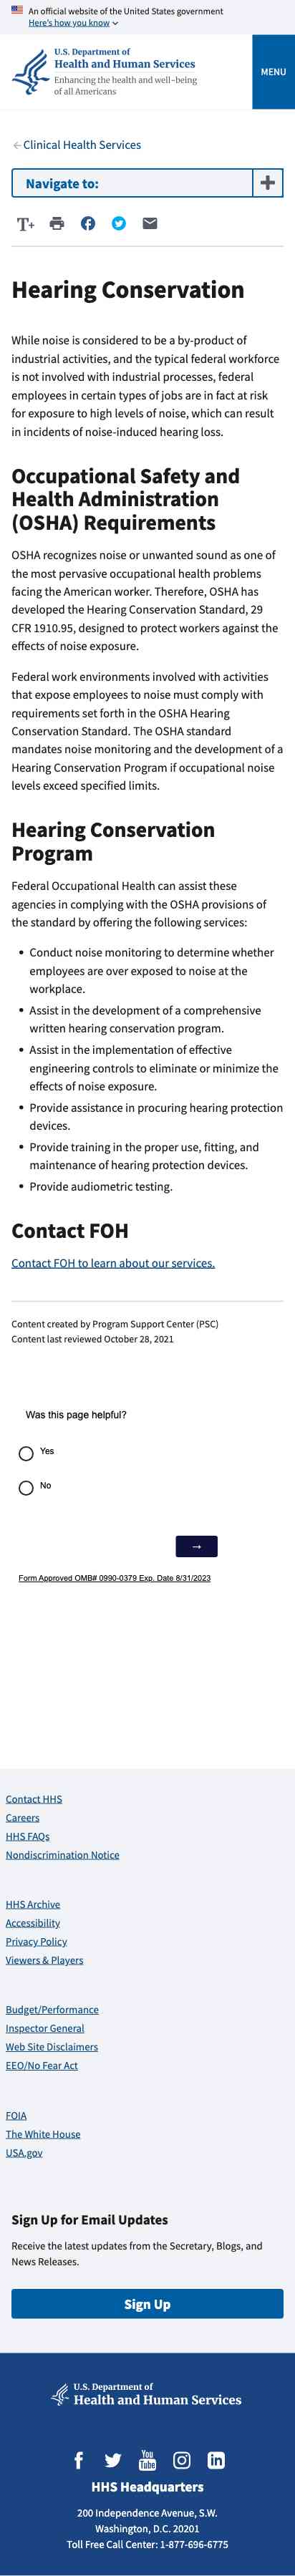 An official website of the United States government
Here's how you know
U.S. Department of
Health and Human Services
Enhancing the health and well-being
of all Americans
MENU
Clinical Health Services
Navigate to:
T+
Hearing Conservation
While noise is considered to be a by-product of
industrial activities, and the typical federal workforce
is not involved with industrial processes, federal
employees in certain types of jobs are in fact at risk
for exposure to high levels of noise, which can result
in incidents of noise-induced hearing loss.
Occupational Safety and
Health Administration
(OSHA) Requirements
OSHA recognizes noise or unwanted sound as one of
the most pervasive occupational health problems
facing the American worker. Therefore, OSHA has
developed the Hearing Conservation Standard, 29
CFR 1910.95, designed to protect workers against the
effects of noise exposure.
Federal work environments involved with activities
that expose employees to noise must comply with
requirements set forth in the OSHA Hearing
Conservation Standard. The OSHA standard
mandates noise monitoring and the development of a
Hearing Conservation Program if occupational noise
levels exceed specified limits.
Hearing Conservation
Program
Federal Occupational Health can assist these
agencies in complying with the OSHA provisions of
the standard by offering the following services:
• Conduct noise monitoring to determine whether
employees are over exposed to noise at the
workplace.
• Assist in the development of a comprehensive
written hearing conservation program.
• Assist in the implementation of effective
engineering controls to eliminate or minimize the
effects of noise exposure.
• Provide assistance in procuring hearing protection
devices.
• Provide training in the proper use, fitting, and
maintenance of hearing protection devices.
• Provide audiometric testing.
Contact FOH
Contact FOH to learn about our services.
Content created by Program Support Center (PSC)
Content last reviewed October 28, 2021
Was this page helpful?
Yes
No
→
Form Approved OMB# 0990-0379 Exp. Date 8/31/2023
Contact HHS
Careers
HHS FAQs
Nondiscrimination Notice
HHS Archive
Accessibility
Privacy Policy
Viewers & Players
Budget/Performance
Inspector General
Web Site Disclaimers
EEO/No Fear Act
FOIA
The White House
USA.gov
Sign Up for Email Updates
Receive the latest updates from the Secretary, Blogs, and
News Releases.
Sign Up
U.S. Department of
Health and Human Services
You
Tube
HHS Headquarters
200 Independence Avenue, S.W.
Washington, D.C. 20201
Toll Free Call Center: 1-877-696-6775